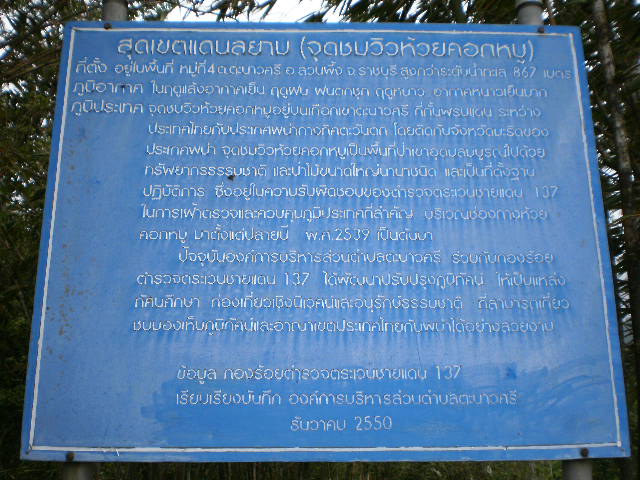 สุดเขตแดนสยาม (จุดชมวิวห้วยคอกหมู)
ที่ตั้ง อยู่ในพื้นที่ หมู่ที่4 ต.ตะนาวศรี อ.สวนผึ้ง จ.ราชบุรี สูงกว่าระดับน้ำทะเล 867 เมตร
ภูมิอากาศ ในฤดูแล้งอากาศเย็น ฤดูฝน ฝนตกชุก ฤดูหนาว อากาศหนาวเย็นมาก
ภูมิประเทศ จุดชมวิวห้วยคอกหมูอยู่บนเทือกเขาตะนาวศรี ที่กั้นพรมแดน ระหว่าง
ประเทศไทยกับประเทศพม่าทางทิศตะวันตก โดยติดกับจังหวัดมะริดของ
ประเทศพม่า จุดชมวิวห้วยคอกหมูเป็นพื้นที่ป่าเขาอุดมสมบูรณ์ไปด้วย
ทรัพยากรธรรมชาติ และป่าไม้ขนาดใหญ่นานาชนิด และเป็นที่ตั้งฐาน
ปฏิบัติการ ซึ่งอยู่ในความรับผิดชอบของตำรวจตระเวนชายแดน 137
ในการเฝ้าตรวจและควบคุมภูมิประเทศที่สำคัญ บริเวณช่องทางห้วย
คอกหมู มาตั้งแต่ปลายปี พ.ศ.2539 เป็นต้นมา
ปัจจุบันองค์การบริหารส่วนตำบลตะนาวศรี ร่วมกับกองร้อย
ตำรวจตระเวนชายแดน 137 ได้พัฒนาปรับปรุงภูมิทัศน์ ให้เป็นแหล่ง
ทัศนศึกษา ท่องเที่ยวเชิงนิเวศน์และอนุรักษ์ธรรมชาติ ที่สามารถเที่ยว
ชมมองเห็นภูมิทัศน์และอาณาเขตประเทศไทยกับพม่าได้อย่างสวยงาม
ข้อมูล กองร้อยตำรวจตระเวนชายแดน 137
เรียบเรียงบันทึก องค์การบริหารส่วนตำบลตะนาวศรี
ธันวาคม 2550